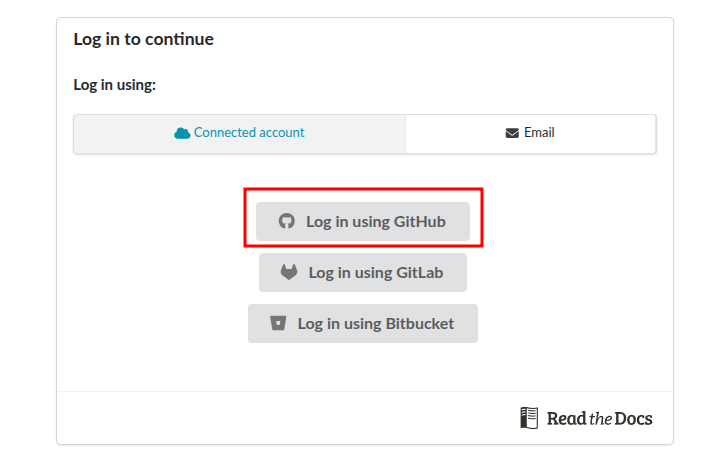 Log in to continue
Log in using:
Connected account
Email
Log in using GitHub
Log in using GitLab
Log in using Bitbucket
Read the Docs